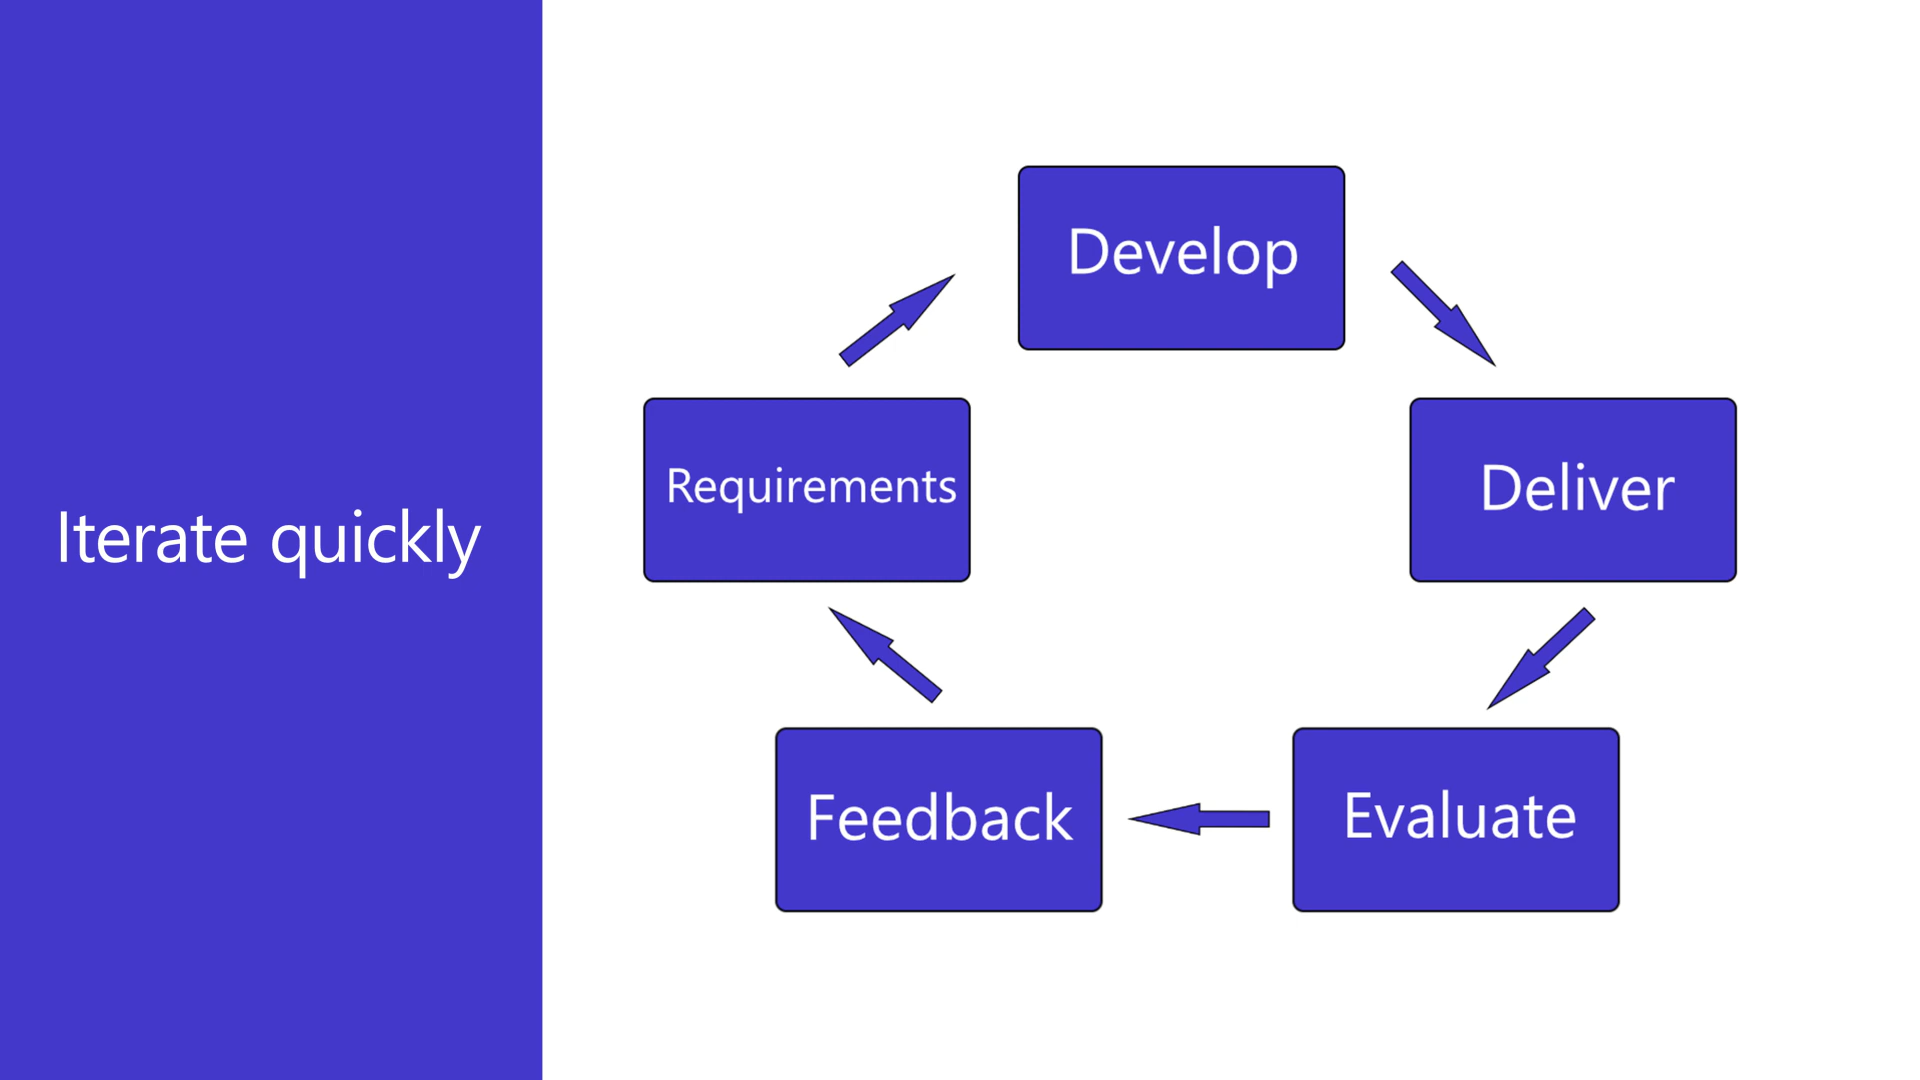 Iterate quickly
Develop
Requirements
Deliver
Feedback
Evaluate